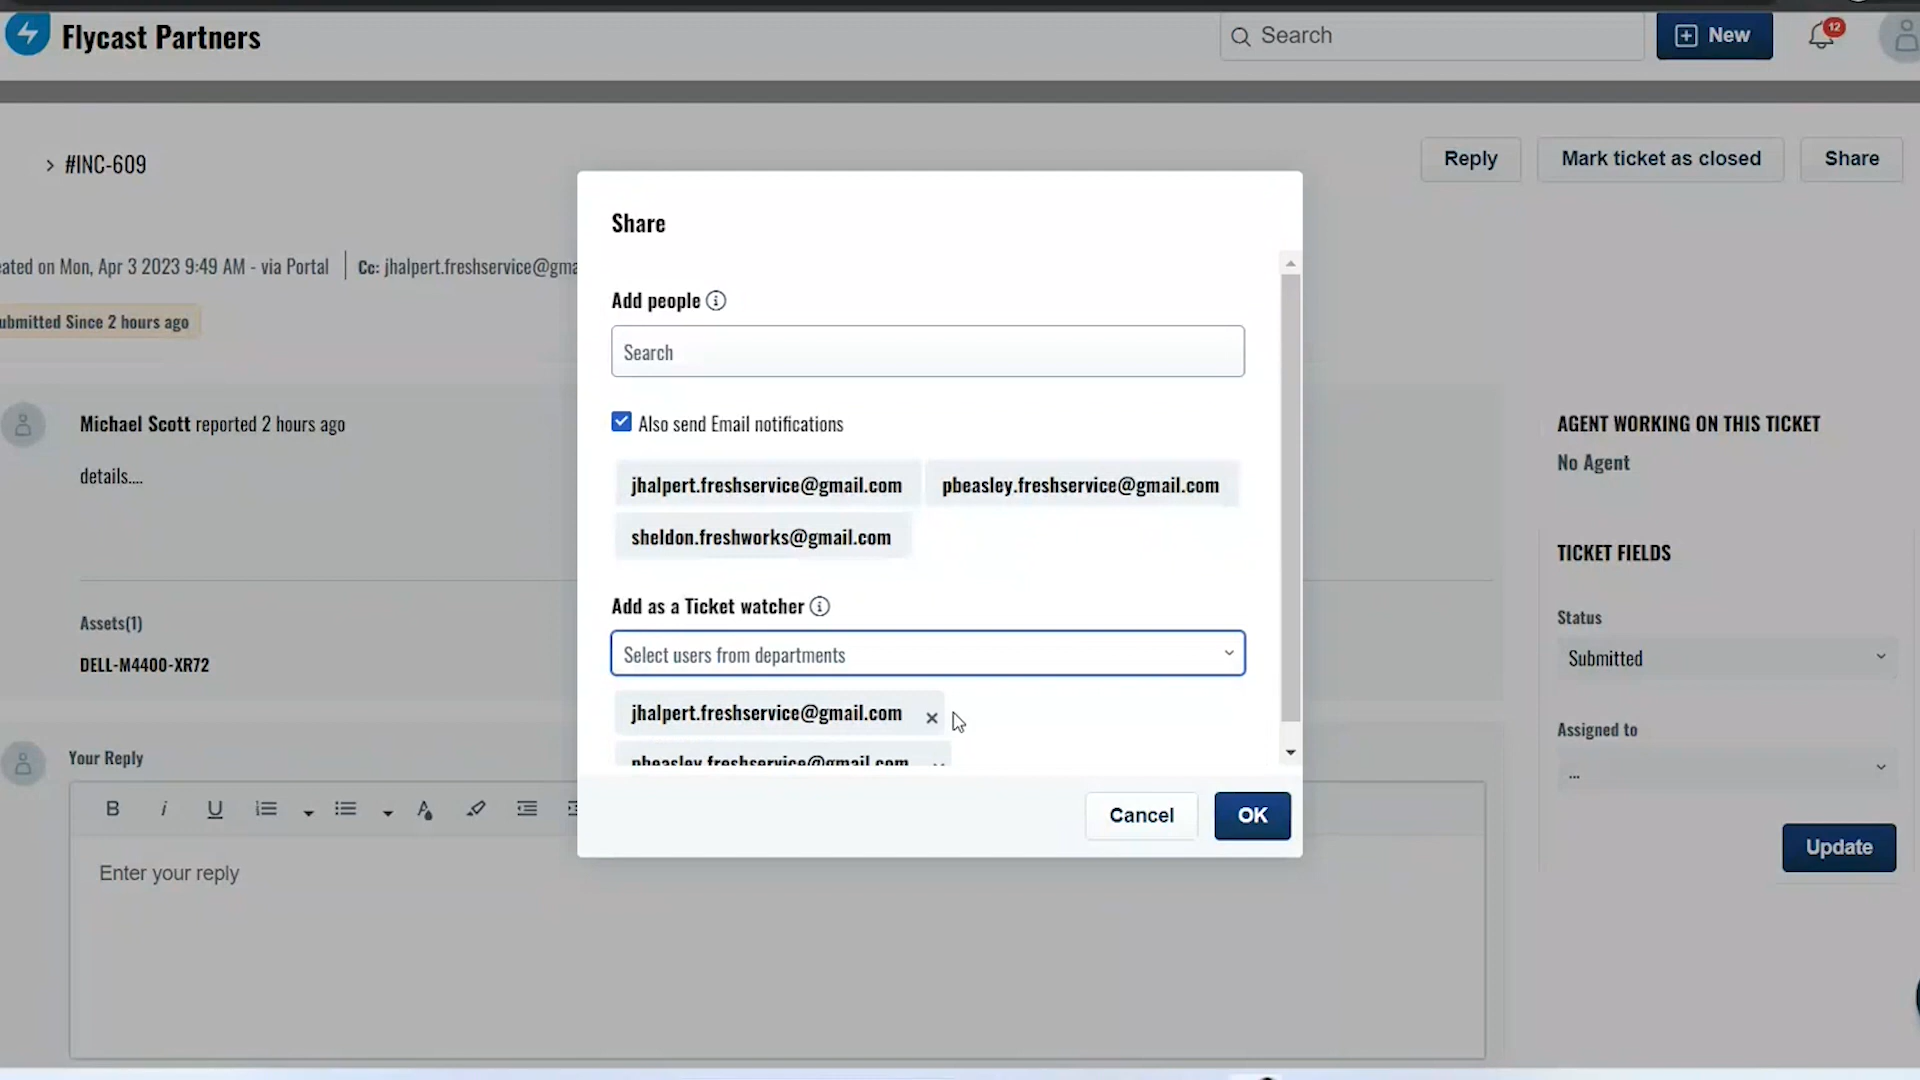 Flycast Partners
Search
New
12
> #INC-609
Reply
Mark ticket as closed
Share
eated on Mon, Apr 3 2023 9:49 AM - via Portal
Cc: jhalpert.freshservice@gma
ubmitted Since 2 hours ago
Michael Scott reported 2 hours ago
details....
Assets(1)
DELL-M4400-XR72
Your Reply
B i U
Enter your reply
Share
Add people
Search
Also send Email notifications
jhalpert.freshservice@gmail.com pbeasley.freshservice@gmail.com
sheldon.freshworks@gmail.com
Add as a Ticket watcher
Select users from departments
jhalpert.freshservice@gmail.com ×
pbeasley.freshservice@gmail.com
Cancel
OK
AGENT WORKING ON THIS TICKET
No Agent
TICKET FIELDS
Status
Submitted
Assigned to
...
Update